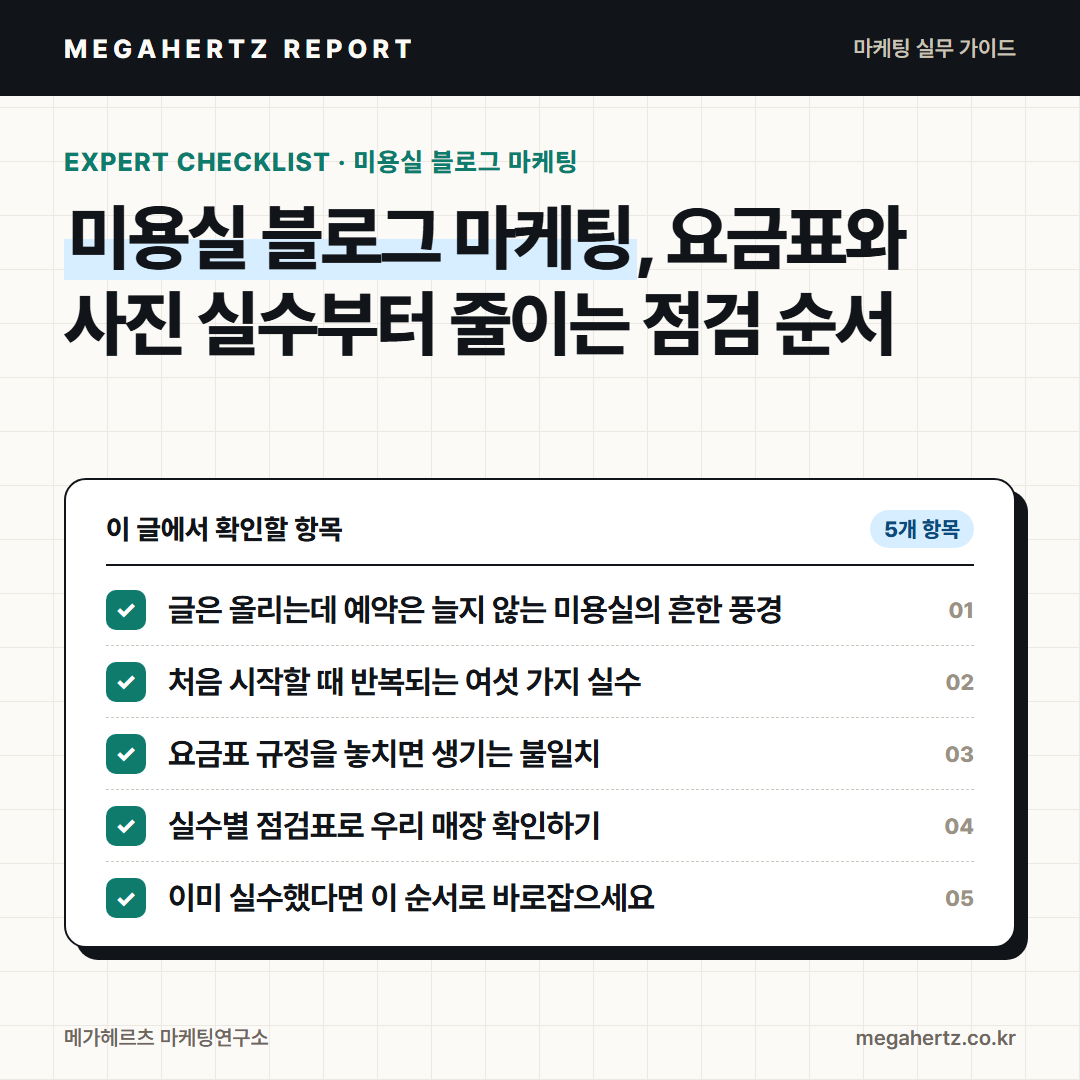 MEGAHERTZ REPORT
마케팅 실무 가이드
EXPERT CHECKLIST · 미용실 블로그 마케팅
미용실 블로그 마케팅, 요금표와
사진 실수부터 줄이는 점검 순서
이 글에서 확인할 항목
5개 항목
글은 올리는데 예약은 늘지 않는 미용실의 흔한 풍경
01
처음 시작할 때 반복되는 여섯 가지 실수
02
요금표 규정을 놓치면 생기는 불일치
03
실수별 점검표로 우리 매장 확인하기
04
이미 실수했다면 이 순서로 바로잡으세요
05
메가헤르츠 마케팅연구소
megahertz.co.kr